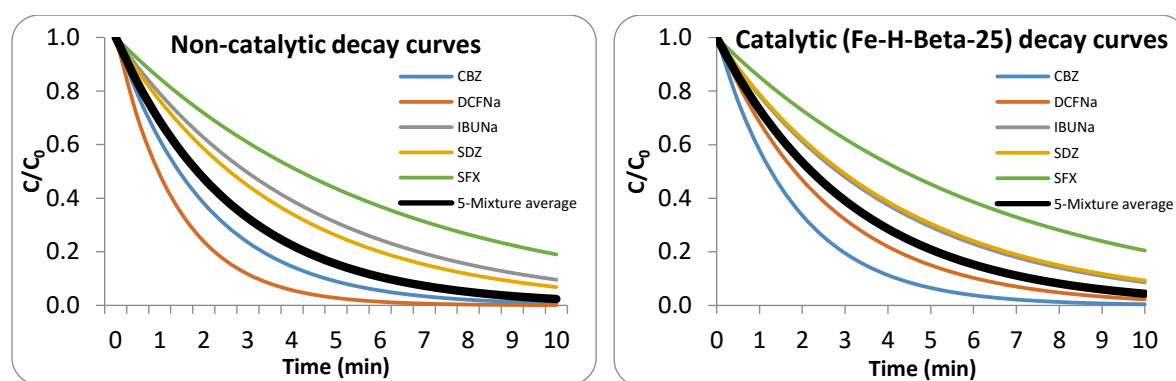 Non-catalytic decay curves
C/C0
1.0
0.8
0.6
0.4
0.2
0.0
CBZ
DCFNa
IBUNa
SDZ
SFX
5-Mixture average
0 1 2 3 4 5 6 7 8 9 10
Time (min)
Catalytic (Fe-H-Beta-25) decay curves
C/C0
1.0
0.8
0.6
0.4
0.2
0.0
CBZ
DCFNa
IBUNa
SDZ
SFX
5-Mixture average
0 1 2 3 4 5 6 7 8 9 10
Time (min)